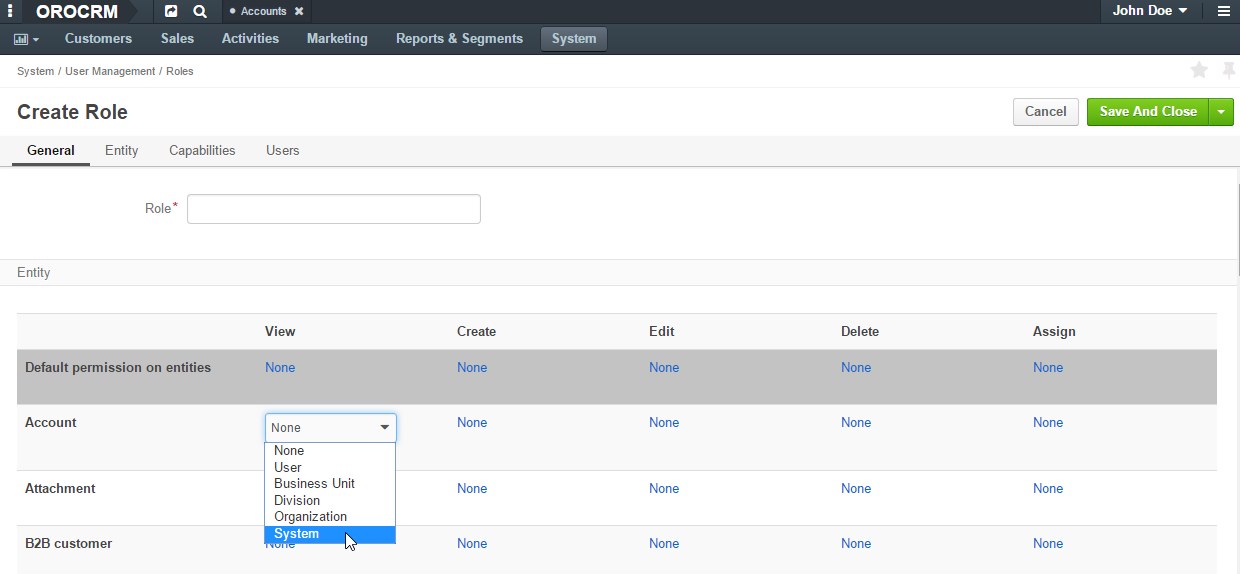 OROCRM • Accounts × John Doe
Customers Sales Activities Marketing Reports & Segments System
System / User Management / Roles
Create Role Cancel Save And Close
General Entity Capabilities Users
Role*
Entity
View Create Edit Delete Assign
Default permission on entities None None None None None
Account None None None None None
None
User
Business Unit
Division
Organization
System
Attachment None None None None
B2B customer None None None None None